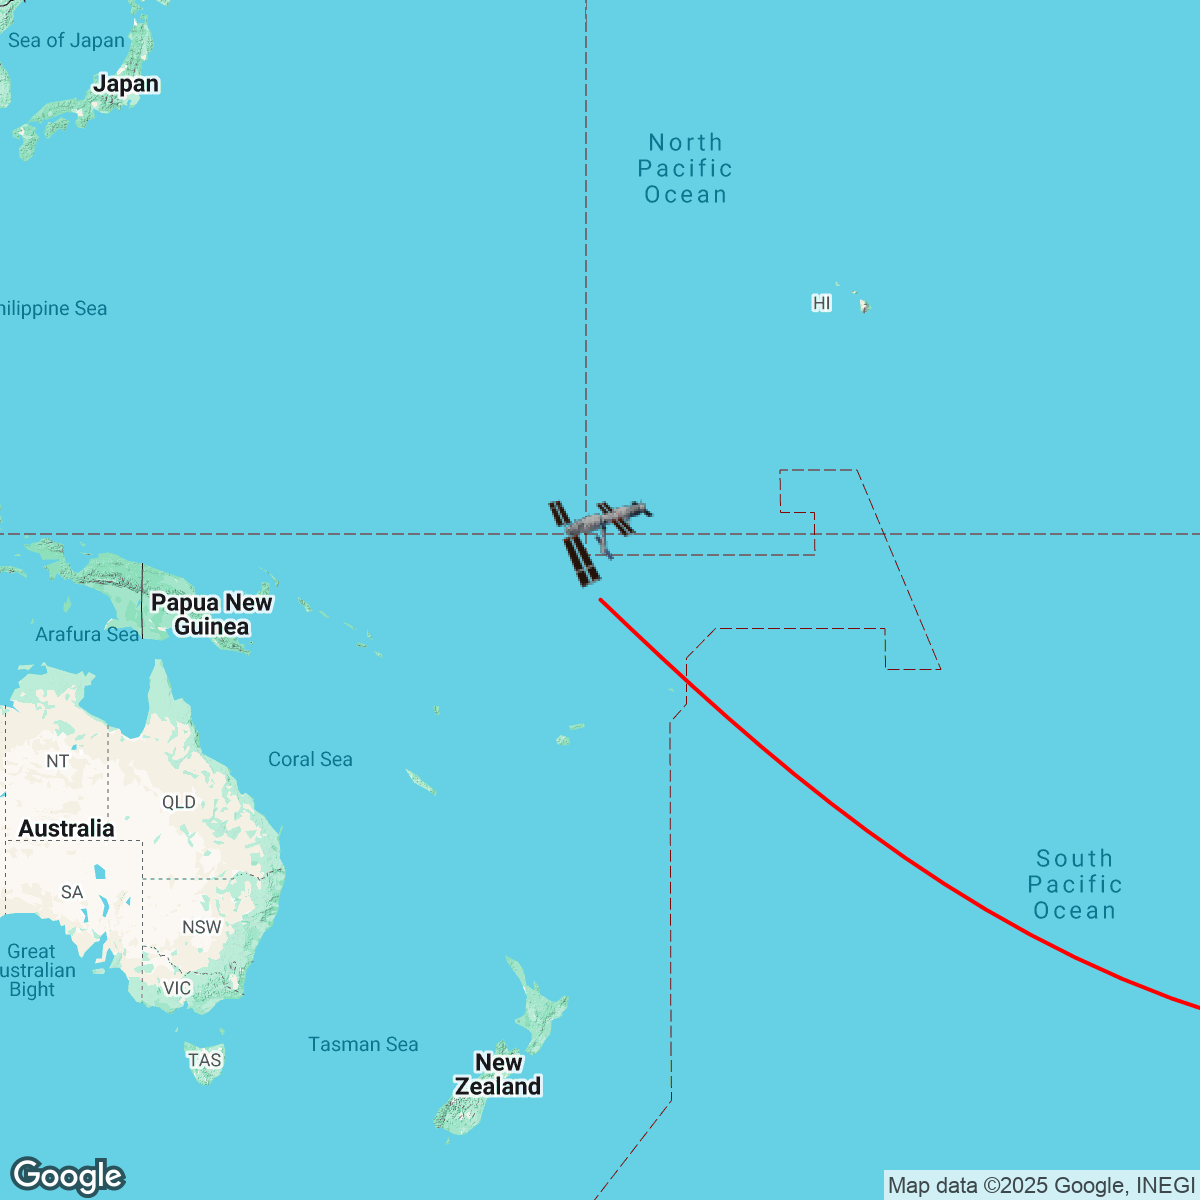 Sea of Japan
Japan
North
Pacific
Ocean
hilippine Sea
HI
Papua New
Guinea
Arafura Sea
NT
Coral Sea
QLD
Australia
SA
NSW
South
Pacific
Ocean
Great
ustralian
Bight
VIC
TAS
Tasman Sea
New
Zealand
Google
Map data ©2025 Google, INEGI